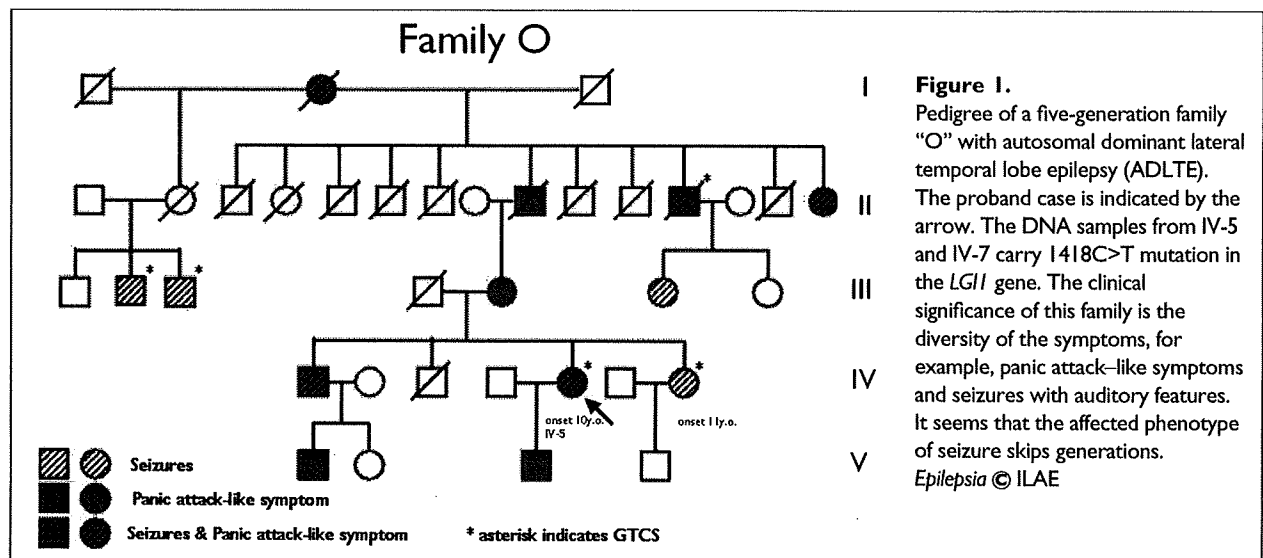 Family O
I
II
III
IV
V
*
*
*
*
*
onset 10y.o.
IV-5
onset 11y.o.
Seizures
Panic attack-like symptom
Seizures & Panic attack-like symptom
* asterisk indicates GTCS
Figure 1.
Pedigree of a five-generation family
"O" with autosomal dominant lateral
temporal lobe epilepsy (ADLTE).
The proband case is indicated by the
arrow. The DNA samples from IV-5
and IV-7 carry 1418C>T mutation in
the LGI1 gene. The clinical
significance of this family is the
diversity of the symptoms, for
example, panic attack–like symptoms
and seizures with auditory features.
It seems that the affected phenotype
of seizure skips generations.
Epilepsia © ILAE